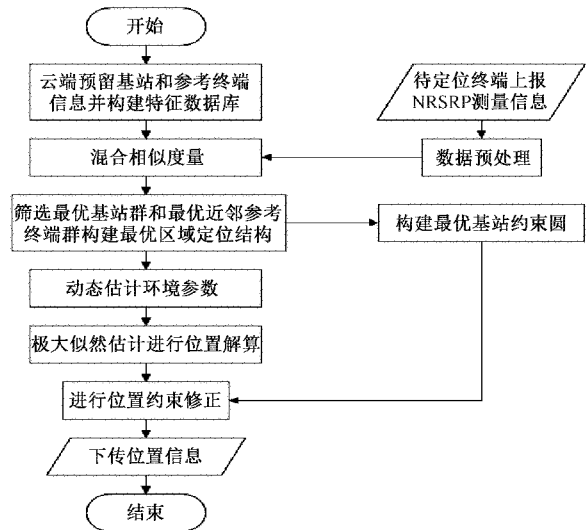 开始
云端预留基站和参考终端
信息并构建特征数据库
待定位终端上报
NRSRP测量信息
混合相似度量
数据预处理
筛选最优基站群和最优近邻参考
终端群构建最优区域定位结构
构建最优基站约束圆
动态估计环境参数
极大似然估计进行位置解算
进行位置约束修正
下传位置信息
结束